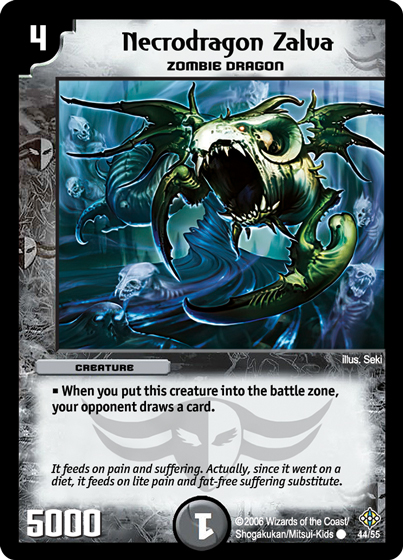 4
Necrodragon Zalva
ZOMBIE DRAGON
illus. Seki
CREATURE
▪ When you put this creature into the battle zone,
your opponent draws a card.
It feeds on pain and suffering. Actually, since it went on a
diet, it feeds on lite pain and fat-free suffering substitute.
5000
1
©2006 Wizards of the Coast/
Shogakukan/Mitsui-Kids ●
44/55